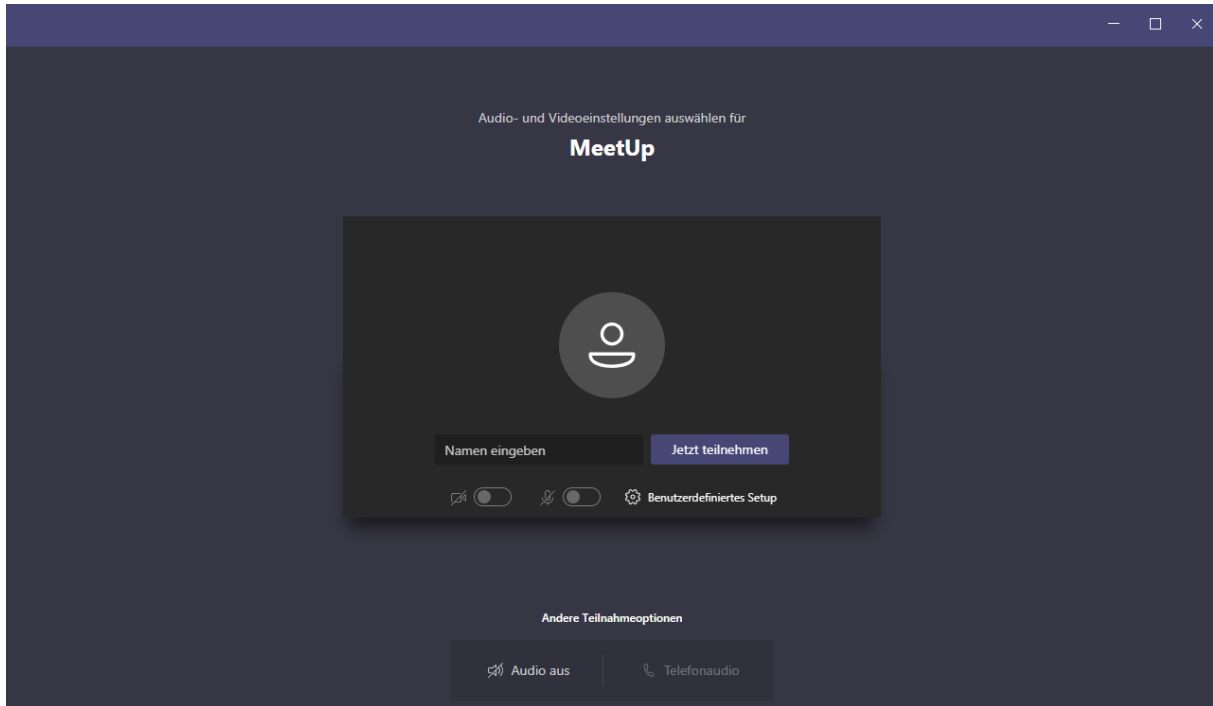 Audio- und Videoeinstellungen auswählen für
MeetUp
Namen eingeben
Jetzt teilnehmen
Benutzerdefiniertes Setup
Andere Teilnahmeoptionen
Audio aus
Telefonaudio